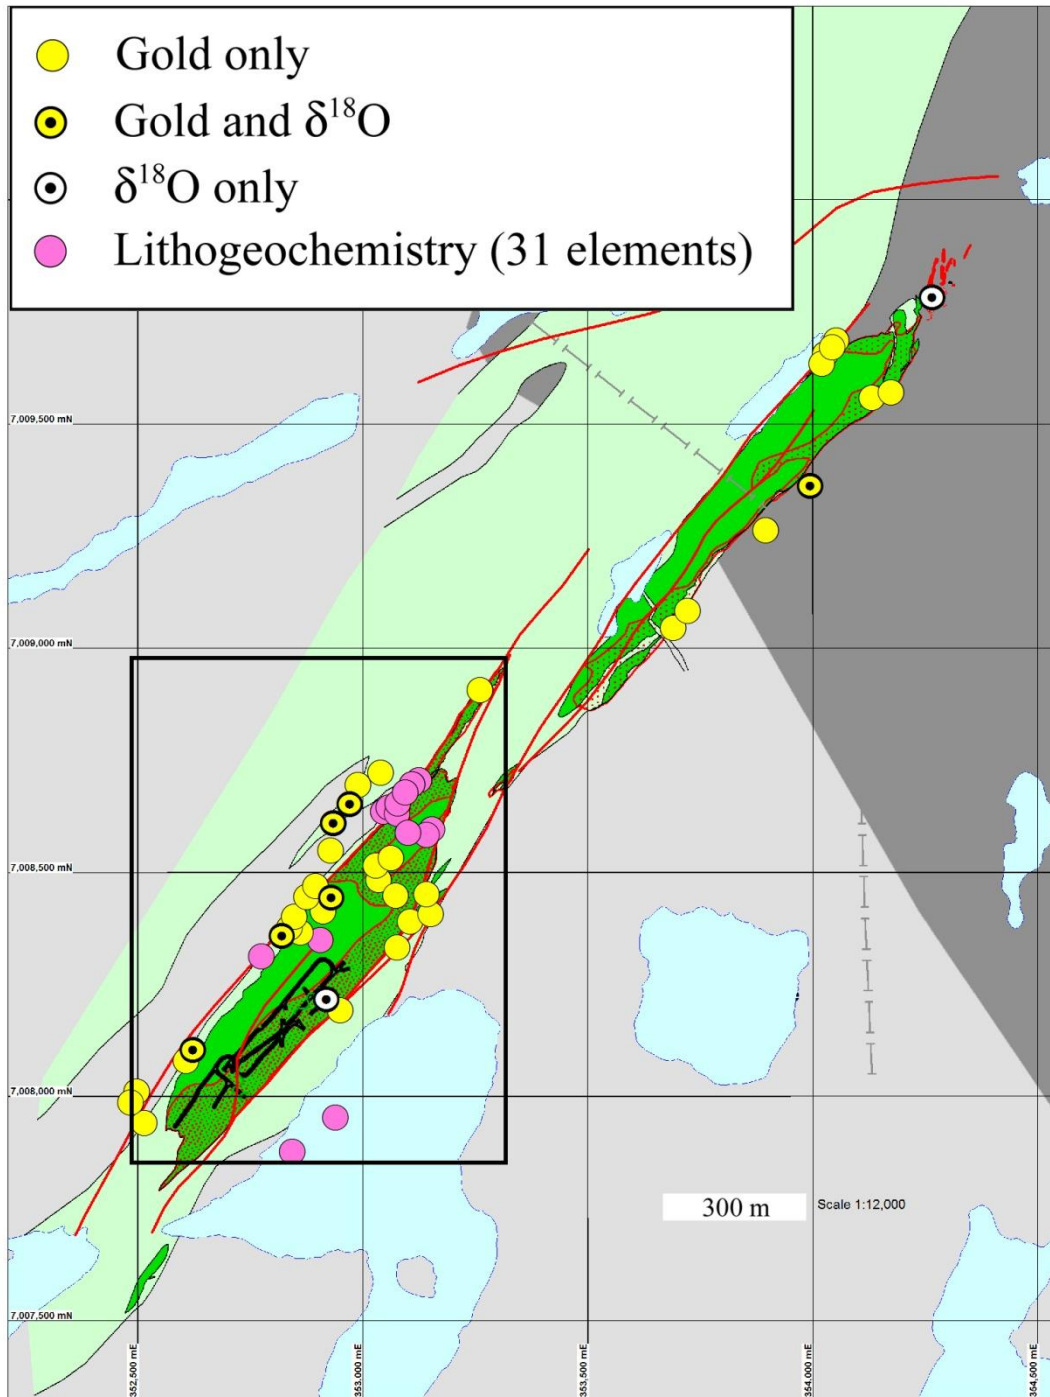 Gold only
Gold and δ¹⁸O
δ¹⁸O only
Lithogeochemistry (31 elements)
7,009,500 mN
7,009,000 mN
7,008,500 mN
7,008,000 mN
7,007,500 mN
300 m
Scale 1:12,000
352,500 mE
353,000 mE
353,500 mE
354,000 mE
354,500 mE